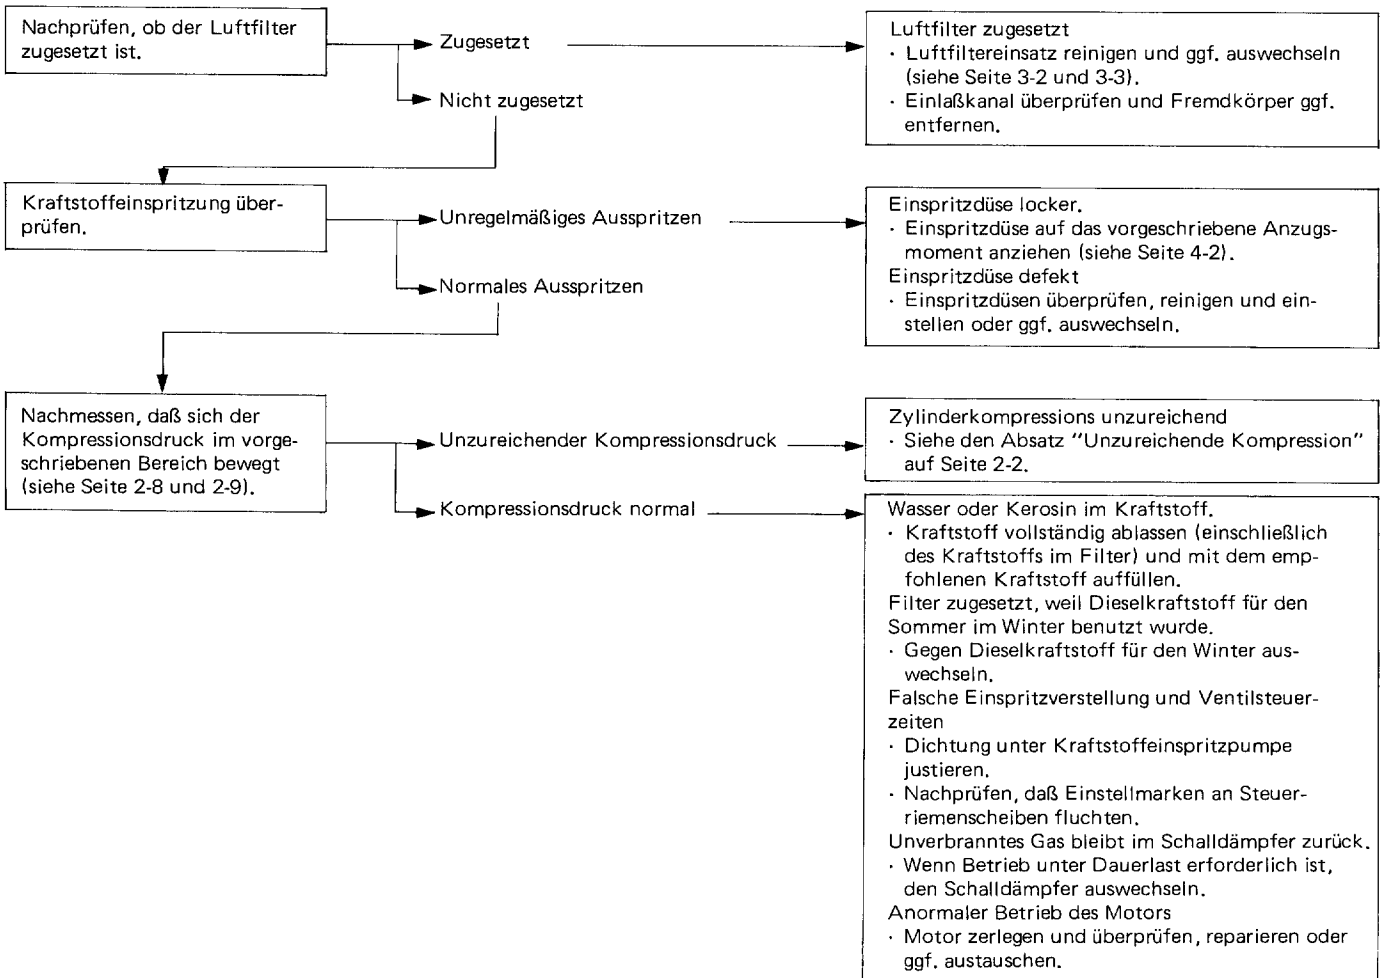 Nachprüfen, ob der Luftfilter
zugesetzt ist.
Zugesetzt
Nicht zugesetzt
Luftfilter zugesetzt
· Luftfiltereinsatz reinigen und ggf. auswechseln
(siehe Seite 3-2 und 3-3).
· Einlaßkanal überprüfen und Fremdkörper ggf.
entfernen.
Kraftstoffeinspritzung über-
prüfen.
Unregelmäßiges Ausspritzen
Normales Ausspritzen
Einspritzdüse locker.
· Einspritzdüse auf das vorgeschriebene Anzugs-
moment anziehen (siehe Seite 4-2).
Einspritzdüse defekt
· Einspritzdüsen überprüfen, reinigen und ein-
stellen oder ggf. auswechseln.
Nachmessen, daß sich der
Kompressionsdruck im vorge-
schriebenen Bereich bewegt
(siehe Seite 2-8 und 2-9).
Unzureichender Kompressionsdruck
Kompressionsdruck normal
Zylinderkompressions unzureichend
· Siehe den Absatz "Unzureichende Kompression"
auf Seite 2-2.
Wasser oder Kerosin im Kraftstoff.
· Kraftstoff vollständig ablassen (einschließlich
des Kraftstoffs im Filter) und mit dem emp-
fohlenen Kraftstoff auffüllen.
Filter zugesetzt, weil Dieselkraftstoff für den
Sommer im Winter benutzt wurde.
· Gegen Dieselkraftstoff für den Winter aus-
wechseln.
Falsche Einspritzverstellung und Ventilsteuer-
zeiten
· Dichtung unter Kraftstoffeinspritzpumpe
justieren.
· Nachprüfen, daß Einstellmarken an Steuer-
riemenscheiben fluchten.
Unverbranntes Gas bleibt im Schalldämpfer zurück.
· Wenn Betrieb unter Dauerlast erforderlich ist,
den Schalldämpfer auswechseln.
Anormaler Betrieb des Motors
· Motor zerlegen und überprüfen, reparieren oder
ggf. austauschen.